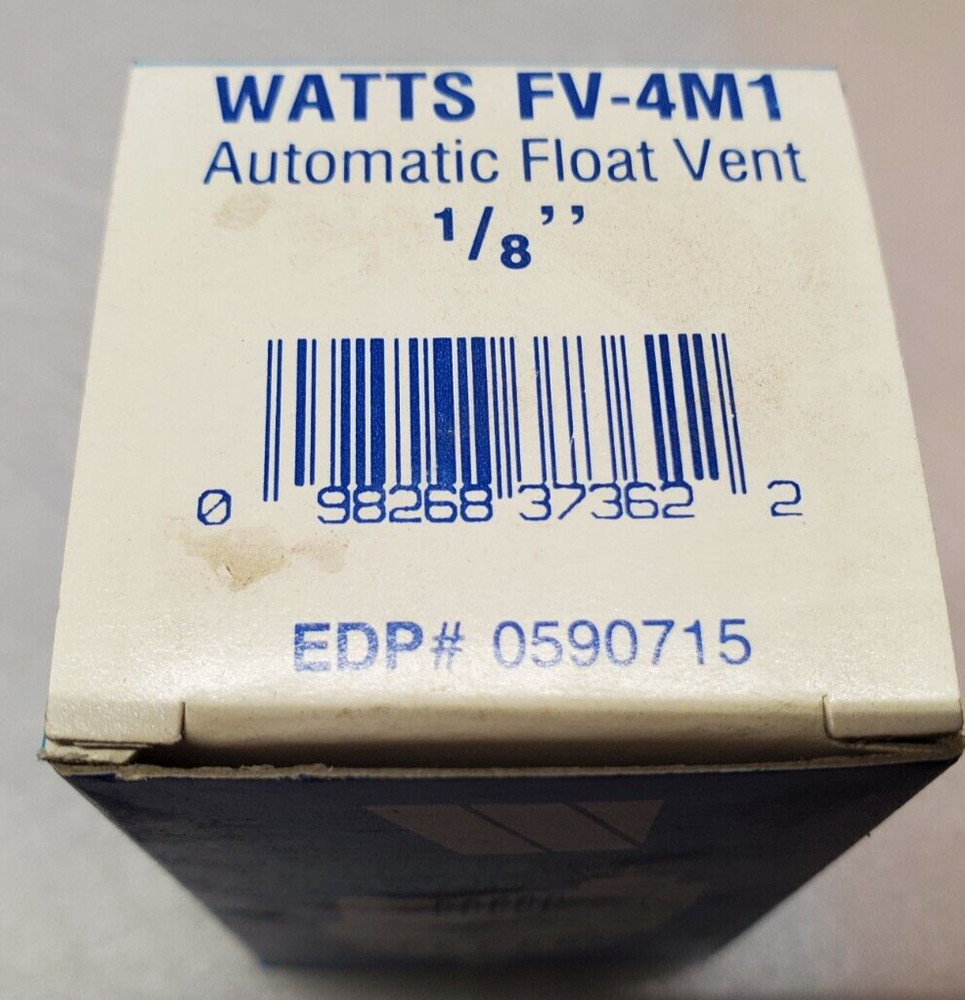 WATTS FV-4M1
Automatic Float Vent
1/8’’
0 98268 37362 2
EDP# 0590715